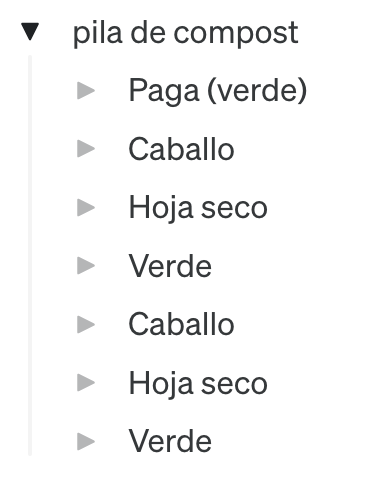 pila de compost
Paga (verde)
Caballo
Hoja seco
Verde
Caballo
Hoja seco
Verde